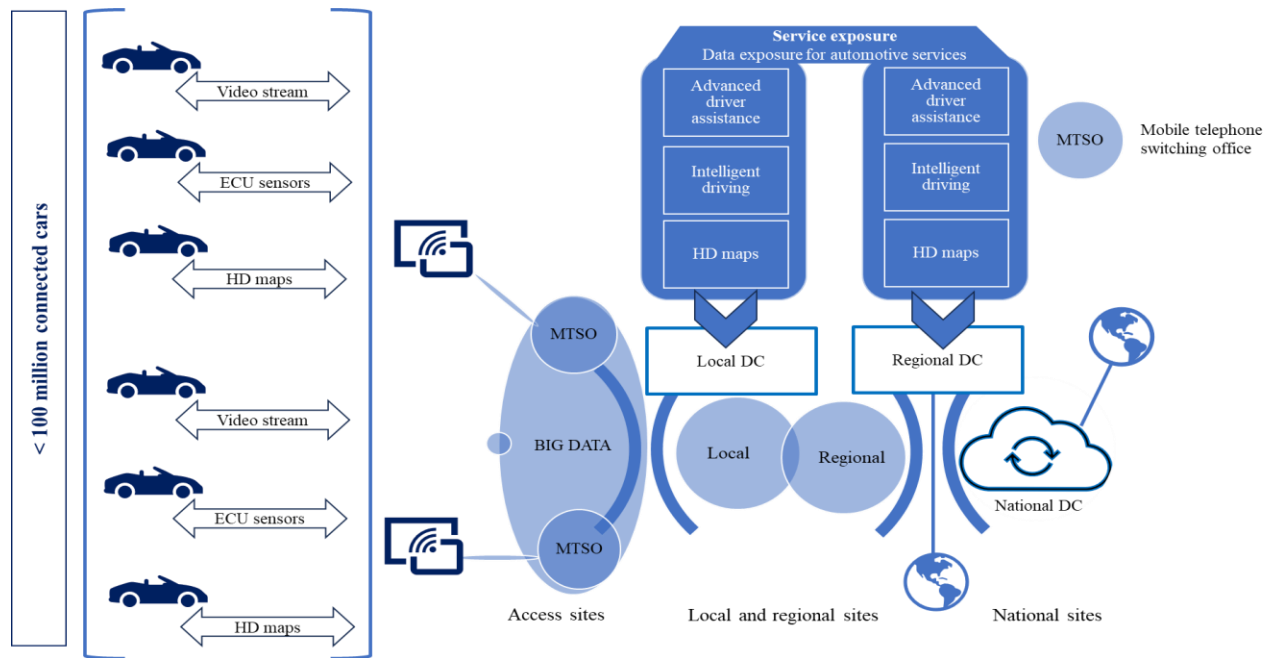 < 100 million connected cars
Video stream
ECU sensors
HD maps
Video stream
ECU sensors
HD maps
MTSO
BIG DATA
MTSO
Access sites
Service exposure
Data exposure for automotive services
Advanced
driver
assistance
Intelligent
driving
HD maps
Advanced
driver
assistance
Intelligent
driving
HD maps
Local DC
Regional DC
Local
Regional
Local and regional sites
MTSO
Mobile telephone
switching office
National DC
National sites